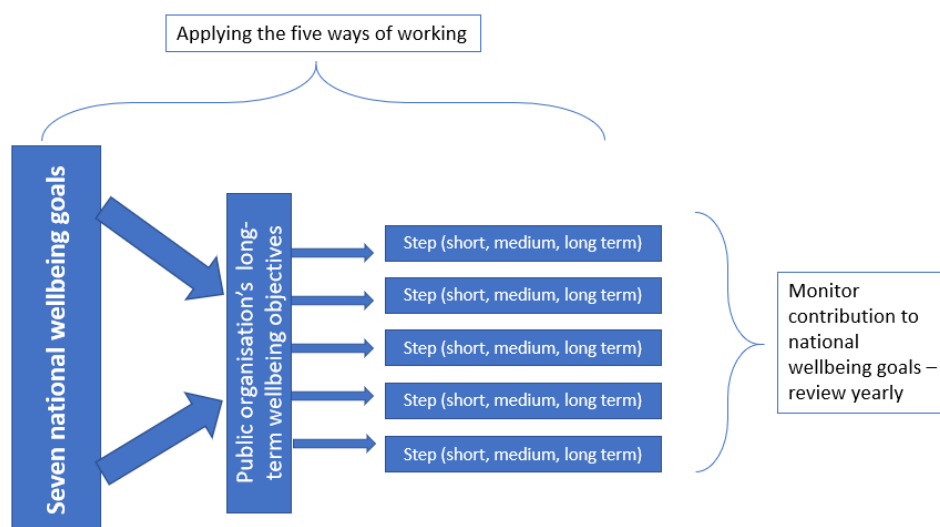 Applying the five ways of working
Seven national wellbeing goals
Public organisation's long-
term wellbeing objectives
Step (short, medium, long term)
Step (short, medium, long term)
Step (short, medium, long term)
Step (short, medium, long term)
Step (short, medium, long term)
Monitor
contribution to
national
wellbeing goals –
review yearly